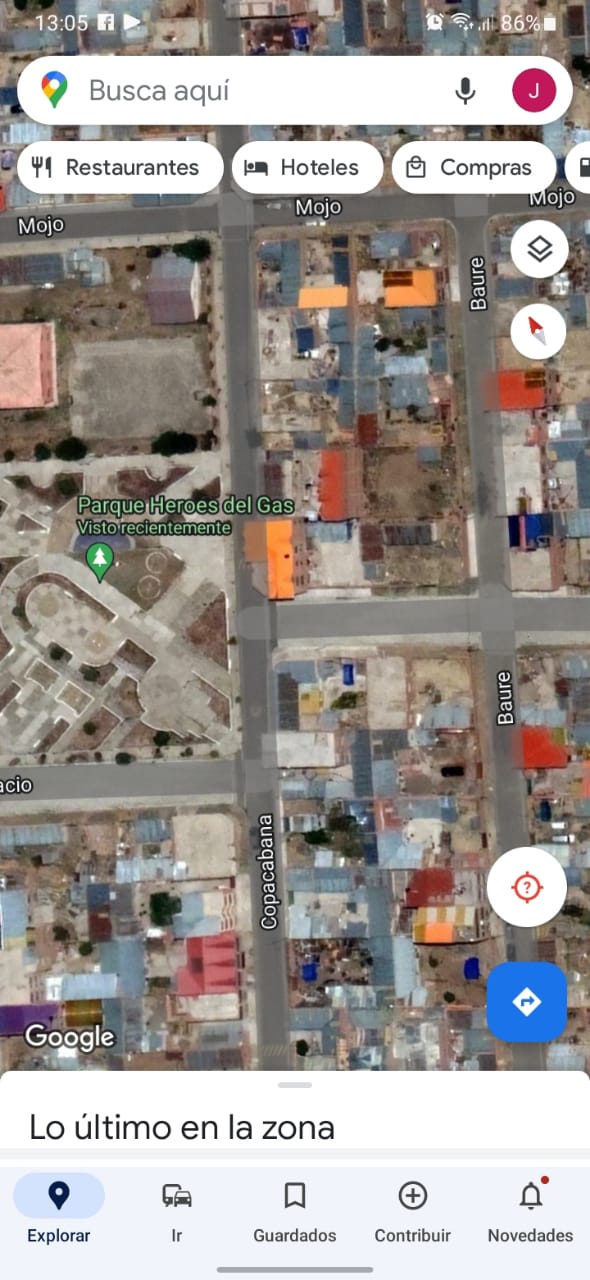 13:05
86%
Busca aquí
J
Restaurantes
Hoteles
Compras
Mojo
Mojo
Mojo
Baure
Parque Heroes del Gas
Visto recientemente
Baure
acio
Copacabana
?
Google
Lo último en la zona
Explorar
Ir
Guardados
Contribuir
Novedades